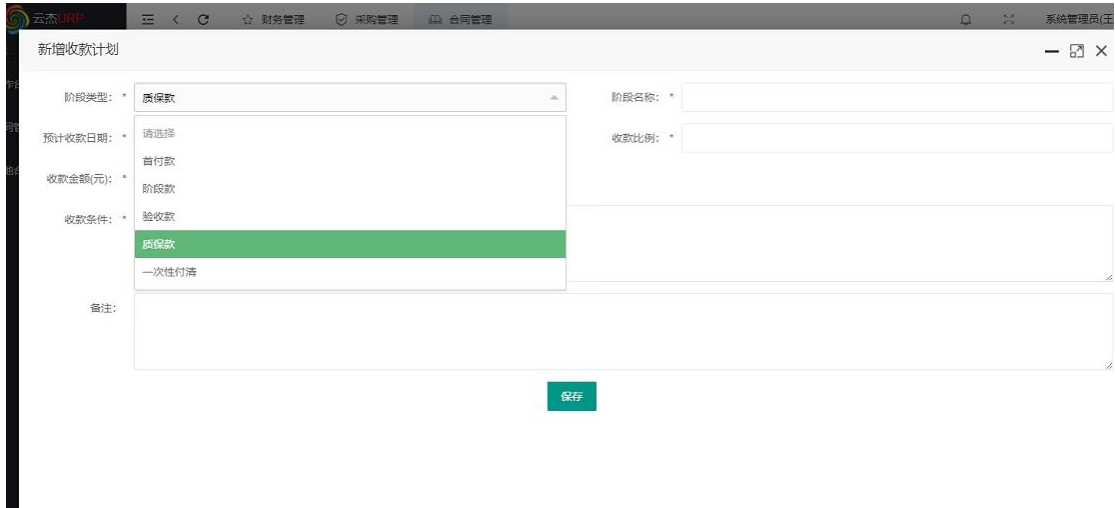 云杰URP 财务管理 采购管理 合同管理 系统管理员(王
新增收款计划
阶段类型: * 质保款 阶段名称: *
请选择
预计收款日期: * 收款比例: *
首付款
阶段款
收款金额(元): *
验收款
收款条件: *
质保款
一次性付清
备注:
保存